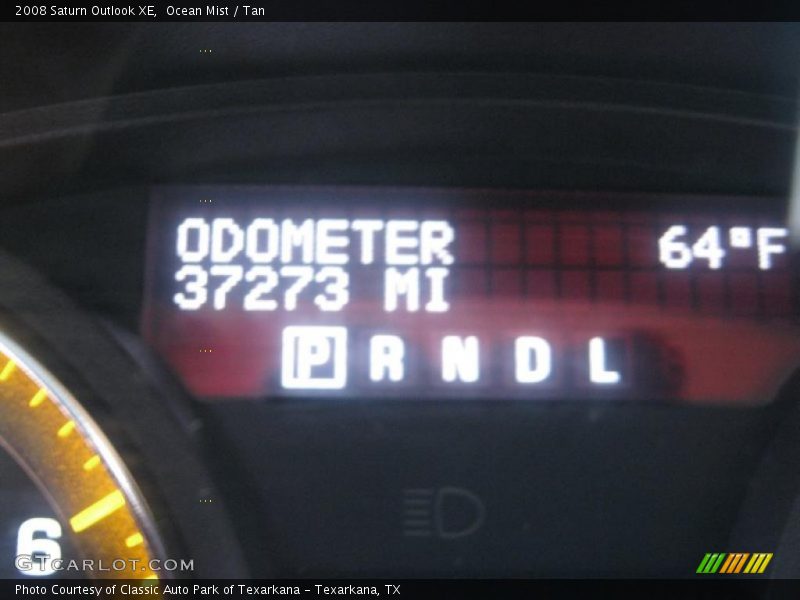 2008 Saturn Outlook XE,  Ocean Mist / Tan
ODOMETER 64°F
37273 MI
P R N D L
6
GTCARLOT.COM
Photo Courtesy of Classic Auto Park of Texarkana - Texarkana, TX